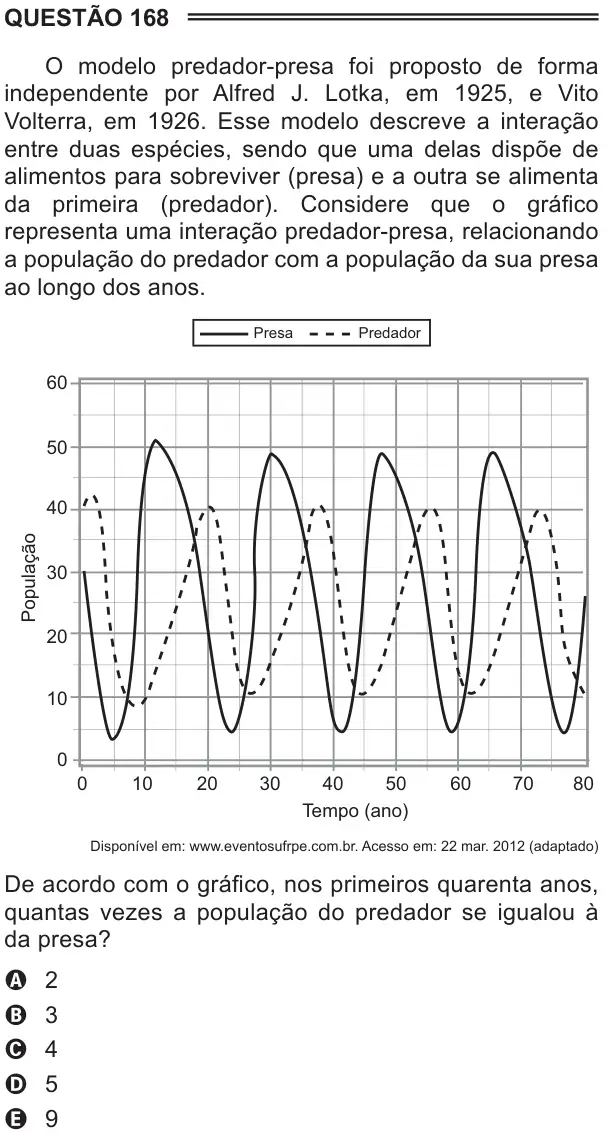 QUESTÃO 168
O modelo predador-presa foi proposto de forma
independente por Alfred J. Lotka, em 1925, e Vito
Volterra, em 1926. Esse modelo descreve a interação
entre duas espécies, sendo que uma delas dispõe de
alimentos para sobreviver (presa) e a outra se alimenta
da primeira (predador). Considere que o gráfico
representa uma interação predador-presa, relacionando
a população do predador com a população da sua presa
ao longo dos anos.
Presa Predador
60
50
40
30
20
10
0
População
0 10 20 30 40 50 60 70 80
Tempo (ano)
Disponível em: www.eventosufrpe.com.br. Acesso em: 22 mar. 2012 (adaptado)
De acordo com o gráfico, nos primeiros quarenta anos,
quantas vezes a população do predador se igualou à
da presa?
A 2
B 3
C 4
D 5
E 9